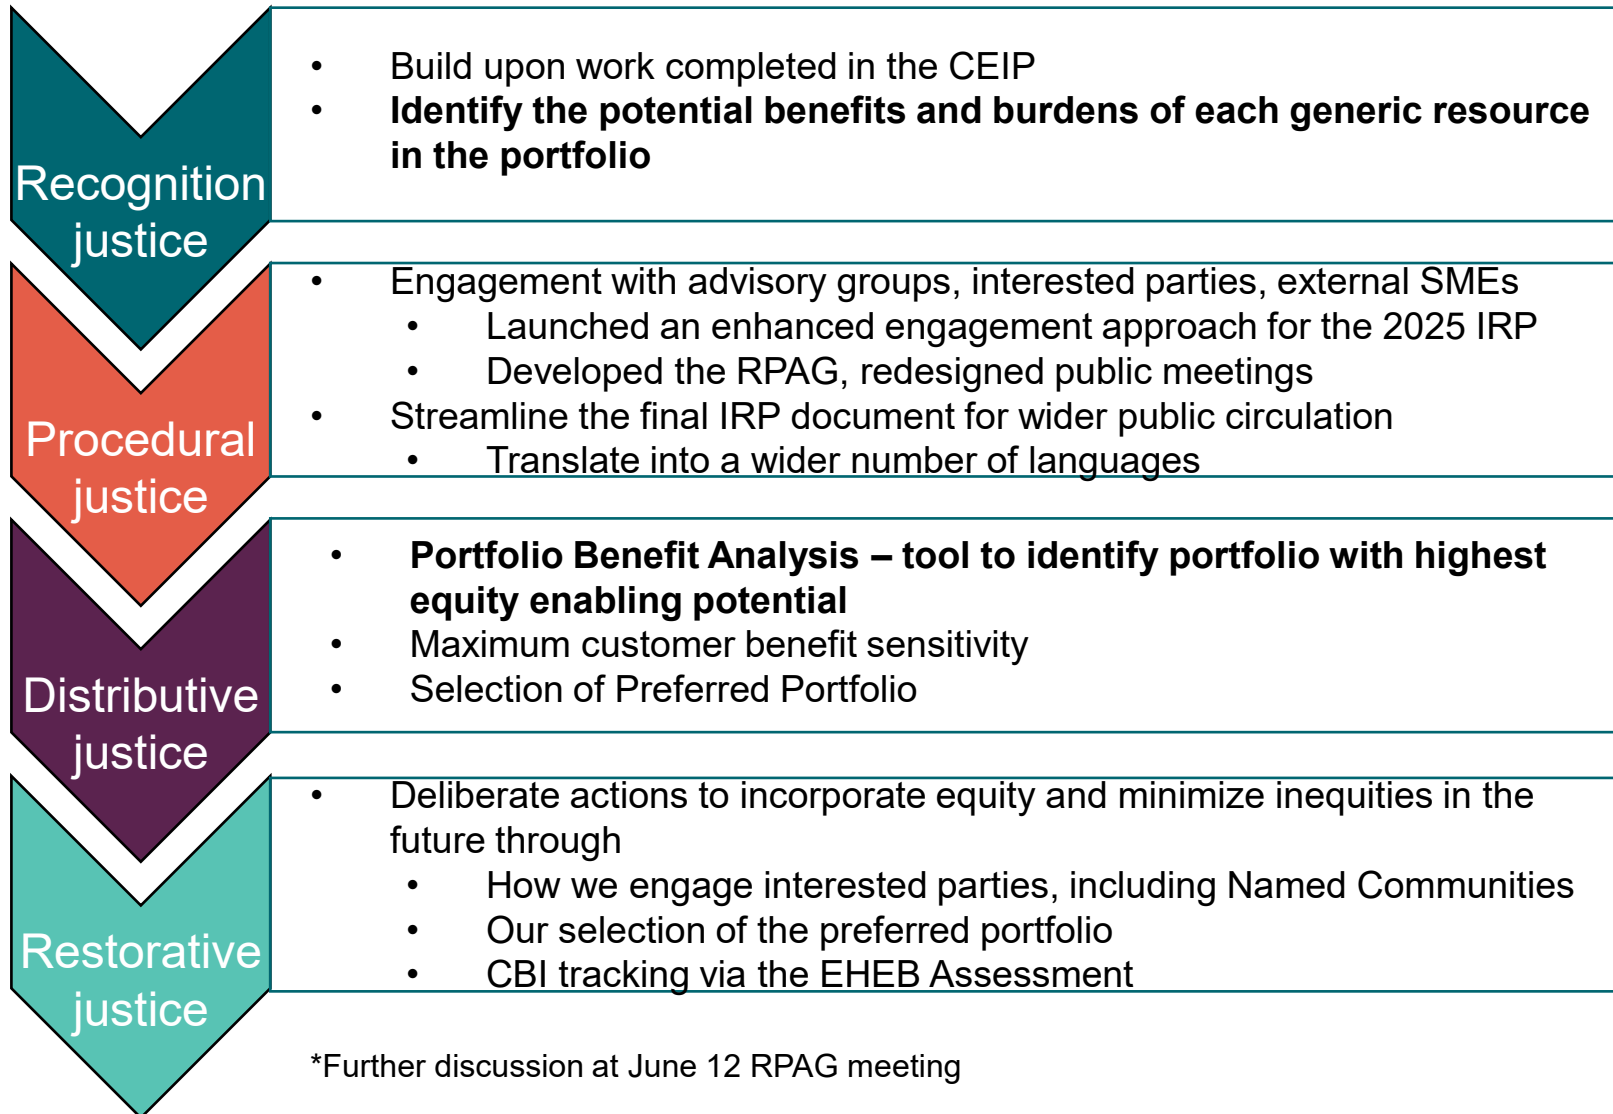 Recognition
justice
• Build upon work completed in the CEIP
• Identify the potential benefits and burdens of each generic resource
in the portfolio
Procedural
justice
• Engagement with advisory groups, interested parties, external SMEs
• Launched an enhanced engagement approach for the 2025 IRP
• Developed the RPAG, redesigned public meetings
• Streamline the final IRP document for wider public circulation
• Translate into a wider number of languages
Distributive
justice
• Portfolio Benefit Analysis – tool to identify portfolio with highest
equity enabling potential
• Maximum customer benefit sensitivity
• Selection of Preferred Portfolio
Restorative
justice
• Deliberate actions to incorporate equity and minimize inequities in the
future through
• How we engage interested parties, including Named Communities
• Our selection of the preferred portfolio
• CBI tracking via the EHEB Assessment
*Further discussion at June 12 RPAG meeting